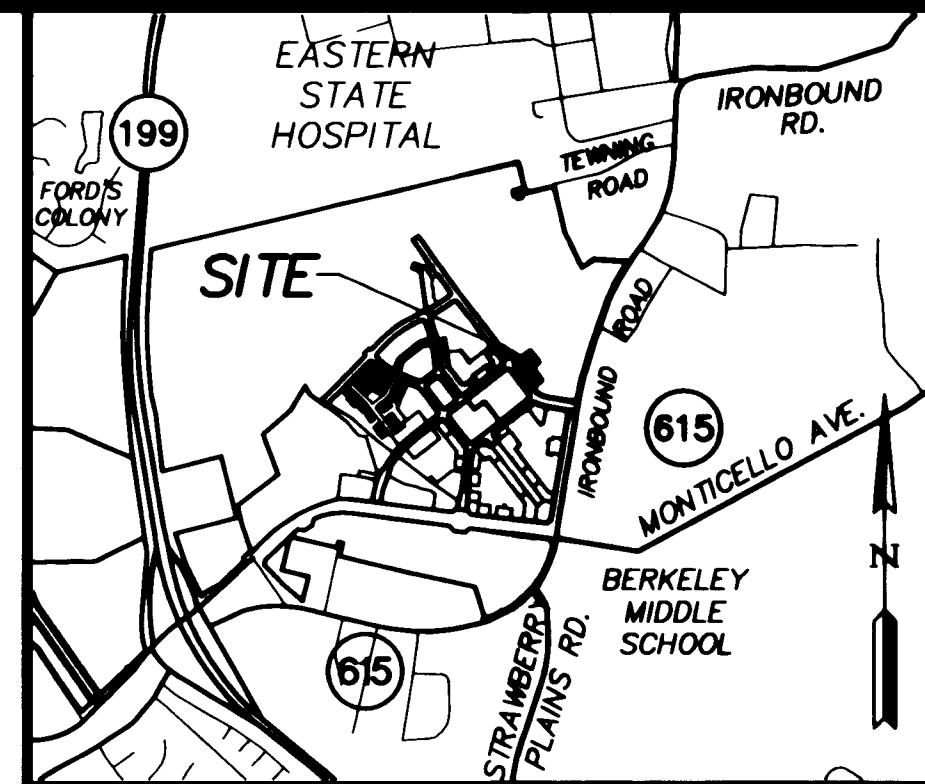 EASTERN
STATE
HOSPITAL
IRONBOUND
RD.
199
TEWNING
ROAD
FORD'S
COLONY
SITE
ROAD
IRONBOUND
615
MONTICELLO AVE.
N
BERKELEY
MIDDLE
SCHOOL
615
STRAWBERRY
PLAINS RD.